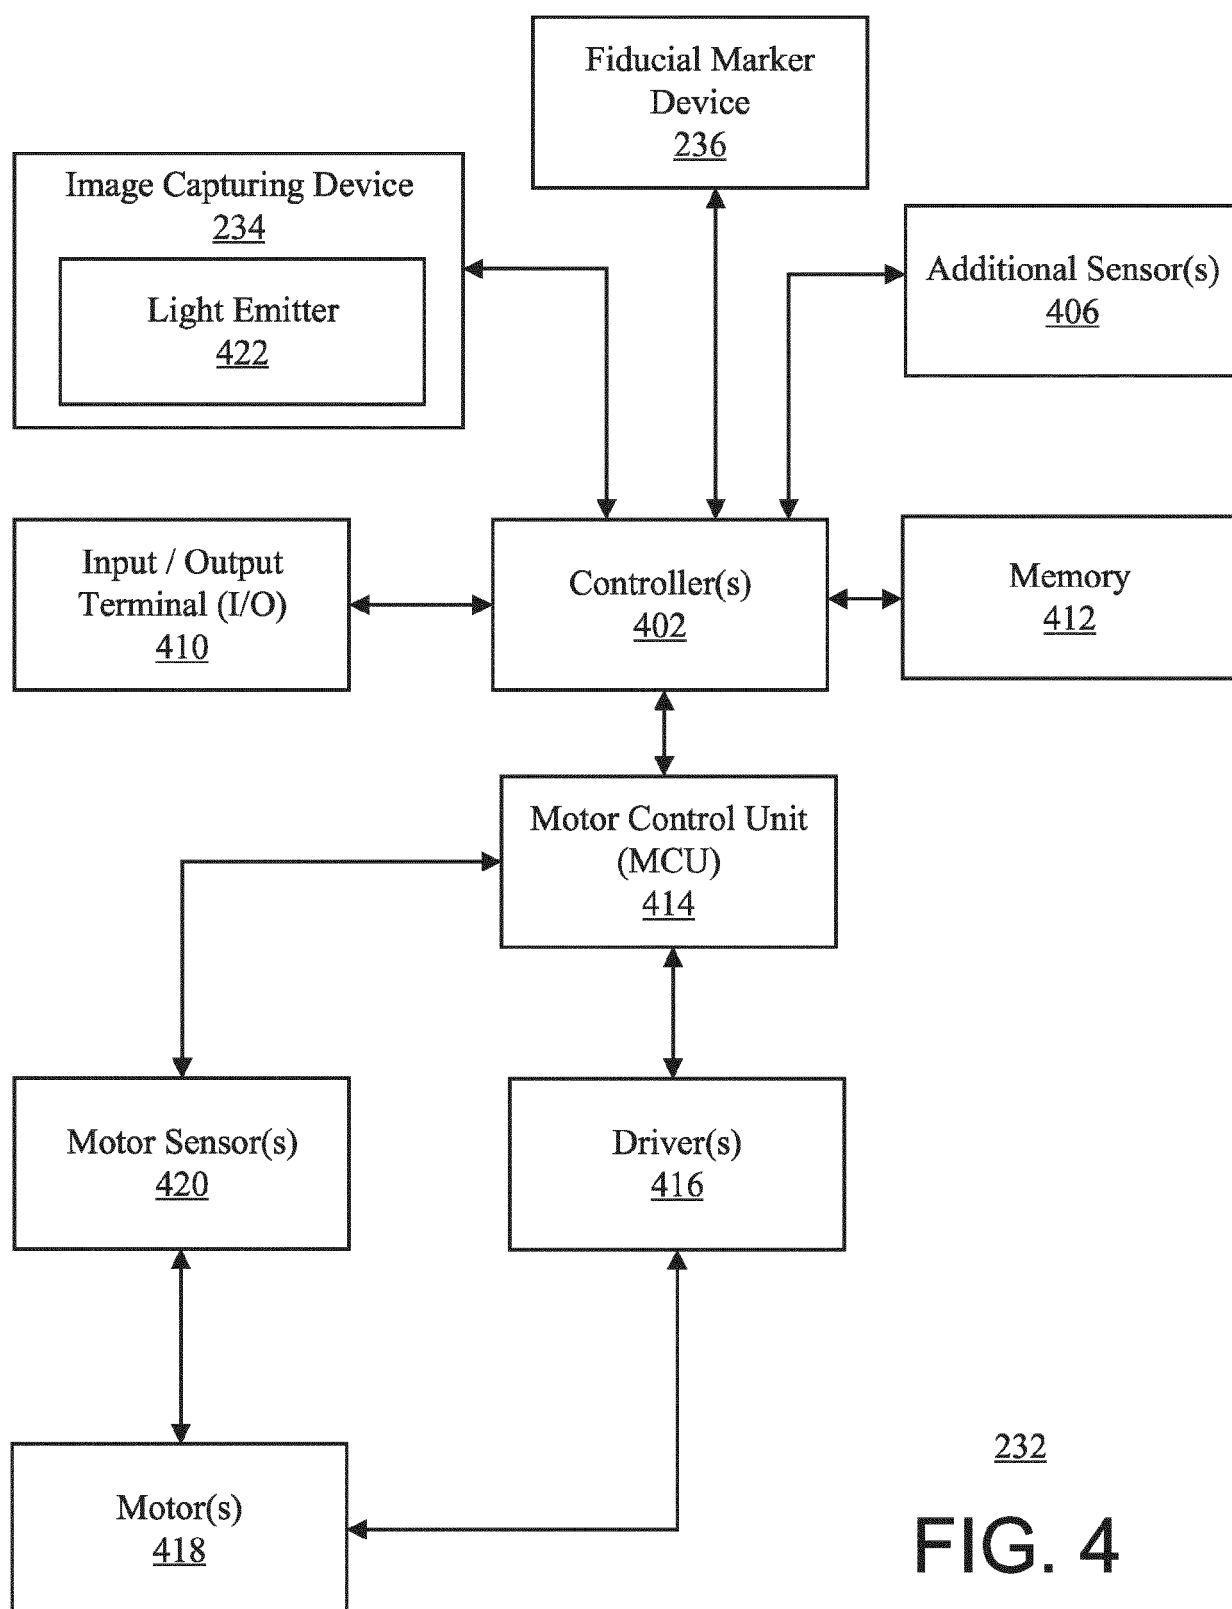 Fiducial Marker
Device
236
Image Capturing Device
234
Light Emitter
422
Additional Sensor(s)
406
Input / Output
Terminal (I/O)
410
Controller(s)
402
Memory
412
Motor Control Unit
(MCU)
414
Motor Sensor(s)
420
Driver(s)
416
Motor(s)
418
232
FIG. 4